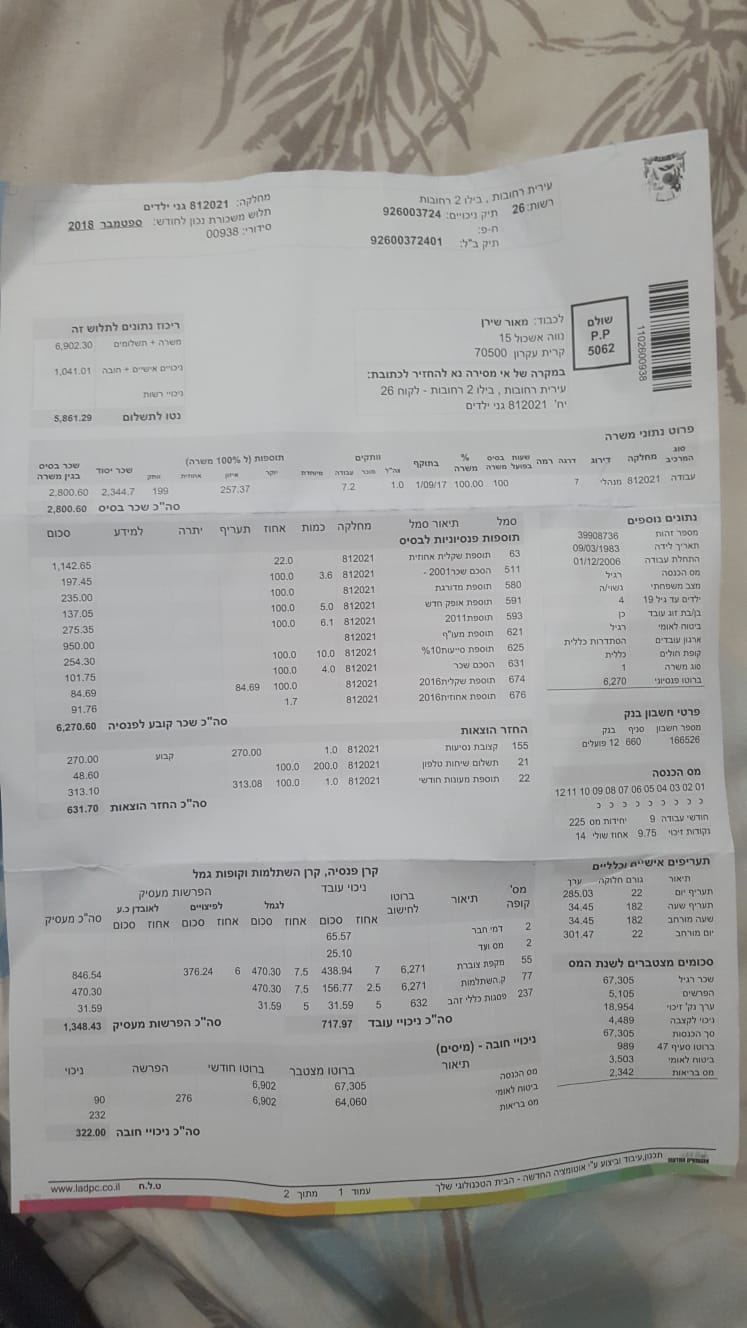 עירית רחובות , בילו 2 רחובות
רשות: 26 תיק ניכויים: 926003724
ח-פ:
תיק ב"ל: 92600372401
מחלקה: 812021 גני ילדים
תלוש משכורת נכון לחודש: ספטמבר 2018
סידורי: 00938
שולם
P.P
5062
1102600938
לכבוד: מאור שירן
נווה אשכול 15
קרית עקרון 70500
במקרה של אי מסירה נא להחזיר לכתובת:
עירית רחובות , בילו 2 רחובות - לקוח 26
יח' 812021 גני ילדים
ריכוז נתונים לתלוש זה
משרה + תשלומים 6,902.30
ניכויים אישיים + חובה 1,041.01
ניכויי רשות
נטו לתשלום 5,861.29
פרוט נתוני משרה
סוג המרכיב מחלקה דירוג דרגה רמה שעות בפועל בסיס משרה % משרה בתוקף וותקים צה"ל מוכר עבודה מיוחדת תוספות (ל 100% משרה) יוקר איזון אחוזית וותק שכר יסוד שכר בסיס בגין משרה
עבודה 812021 מנהלי 7 100 100.00 1/09/17 1.0 7.2 257.37 199 2,344.7 2,800.60
סה"כ שכר בסיס 2,800.60
נתונים נוספים
מספר זהות 39908736
תאריך לידה 09/03/1983
התחלת עבודה 01/12/2006
מס הכנסה רגיל
מצב משפחתי נשוי/ה
ילדים עד גיל 19 4
בן/בת זוג עובד כן
ביטוח לאומי רגיל
ארגון עובדים הסתדרות כללית
קופת חולים כללית
סוג משרה 1
ברוטו פנסיוני 6,270
סמל תיאור סמל מחלקה כמות אחוז תעריף יתרה למידע סכום
תוספות פנסיוניות לבסיס
63 תוספת שקלית אחוזית 812021 22.0 1,142.65
511 הסכם שכר2001 - 812021 3.6 100.0 197.45
580 תוספת מדורגת 812021 100.0 235.00
591 תוספת אופק חדש 812021 5.0 100.0 137.05
593 תוספת2011 812021 6.1 100.0 275.35
621 תוספת מעו"ף 812021 950.00
625 תוספת סייעות10% 812021 10.0 100.0 254.30
631 הסכם שכר 812021 4.0 100.0 101.75
674 תוספת שקלית2016 812021 100.0 84.69 84.69
676 תוספת אחוזית2016 812021 1.7 91.76
סה"כ שכר קובע לפנסיה 6,270.60
החזר הוצאות
155 קצובת נסיעות 812021 1.0 270.00 קבוע 270.00
21 תשלום שיחות טלפון 812021 200.0 100.0 48.60
22 תוספת מעונות חודשי 812021 1.0 100.0 313.08 313.10
סה"כ החזר הוצאות 631.70
פרטי חשבון בנק
מספר חשבון סניף בנק
166526 660 12 פועלים
מס הכנסה
01 02 03 04 05 06 07 08 09 10 11 12
כ כ כ כ כ כ כ כ כ
חודשי עבודה 9 יחידות מס 225
נקודות זיכוי 9.75 אחוז שולי 14
תעריפים אישיים וכלליים
תיאור גורם חלוקה ערך
תעריף יום 22 285.03
תעריף שעה 182 34.45
שעה מורחב 182 34.45
יום מורחב 22 301.47
קרן פנסיה, קרן השתלמות וקופות גמל
מס' קופה תיאור ברוטו לחישוב ניכוי עובד אחוז סכום הפרשות מעסיק לגמל אחוז סכום לפיצויים אחוז סכום לאובדן כ.ע אחוז סכום סה"כ מעסיק
2 דמי חבר 65.57
2 מס ועד 25.10
55 מקפת צוברת 6,271 7 438.94 7.5 470.30 6 376.24 846.54
77 ק.השתלמות 6,271 2.5 156.77 7.5 470.30 470.30
237 פסגות כללי זהב 632 5 31.59 5 31.59 31.59
סה"כ ניכויי עובד 717.97 סה"כ הפרשות מעסיק 1,348.43
סכומים מצטברים לשנת המס
שכר רגיל 67,305
הפרשים 5,105
ערך נק' זיכוי 18,954
ניכוי לקצבה 4,489
סך הכנסות 67,305
ברוטו סעיף 47 989
ביטוח לאומי 3,503
מס בריאות 2,342
ניכויי חובה - (מיסים)
תיאור ברוטו מצטבר ברוטו חודשי הפרשה ניכוי
מס הכנסה 67,305 6,902
ביטוח לאומי 64,060 6,902 276 90
מס בריאות 232
סה"כ ניכויי חובה 322.00
תכנון,עיבוד וביצוע ע"י אוטומציה החדשה - הבית הטכנולוגי שלך
עמוד 1 מתוך 2
ט.ל.ח
www.ladpc.co.il